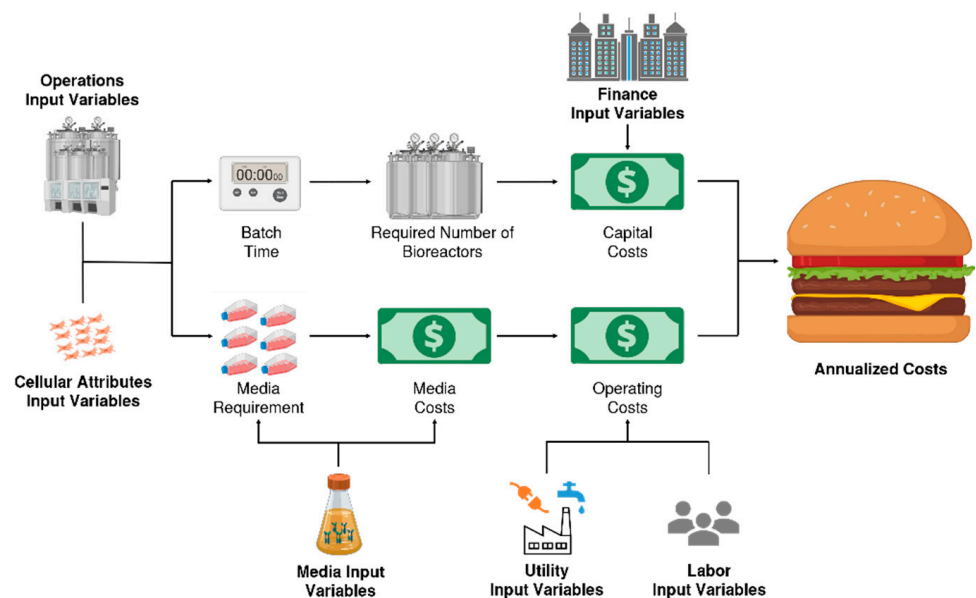 Operations
Input Variables
Finance
Input Variables
00:00 00
Batch
Time
Required Number of
Bioreactors
$
Capital
Costs
Cellular Attributes
Input Variables
Media
Requirement
$
Media
Costs
$
Operating
Costs
Annualized Costs
Media Input
Variables
Utility
Input Variables
Labor
Input Variables